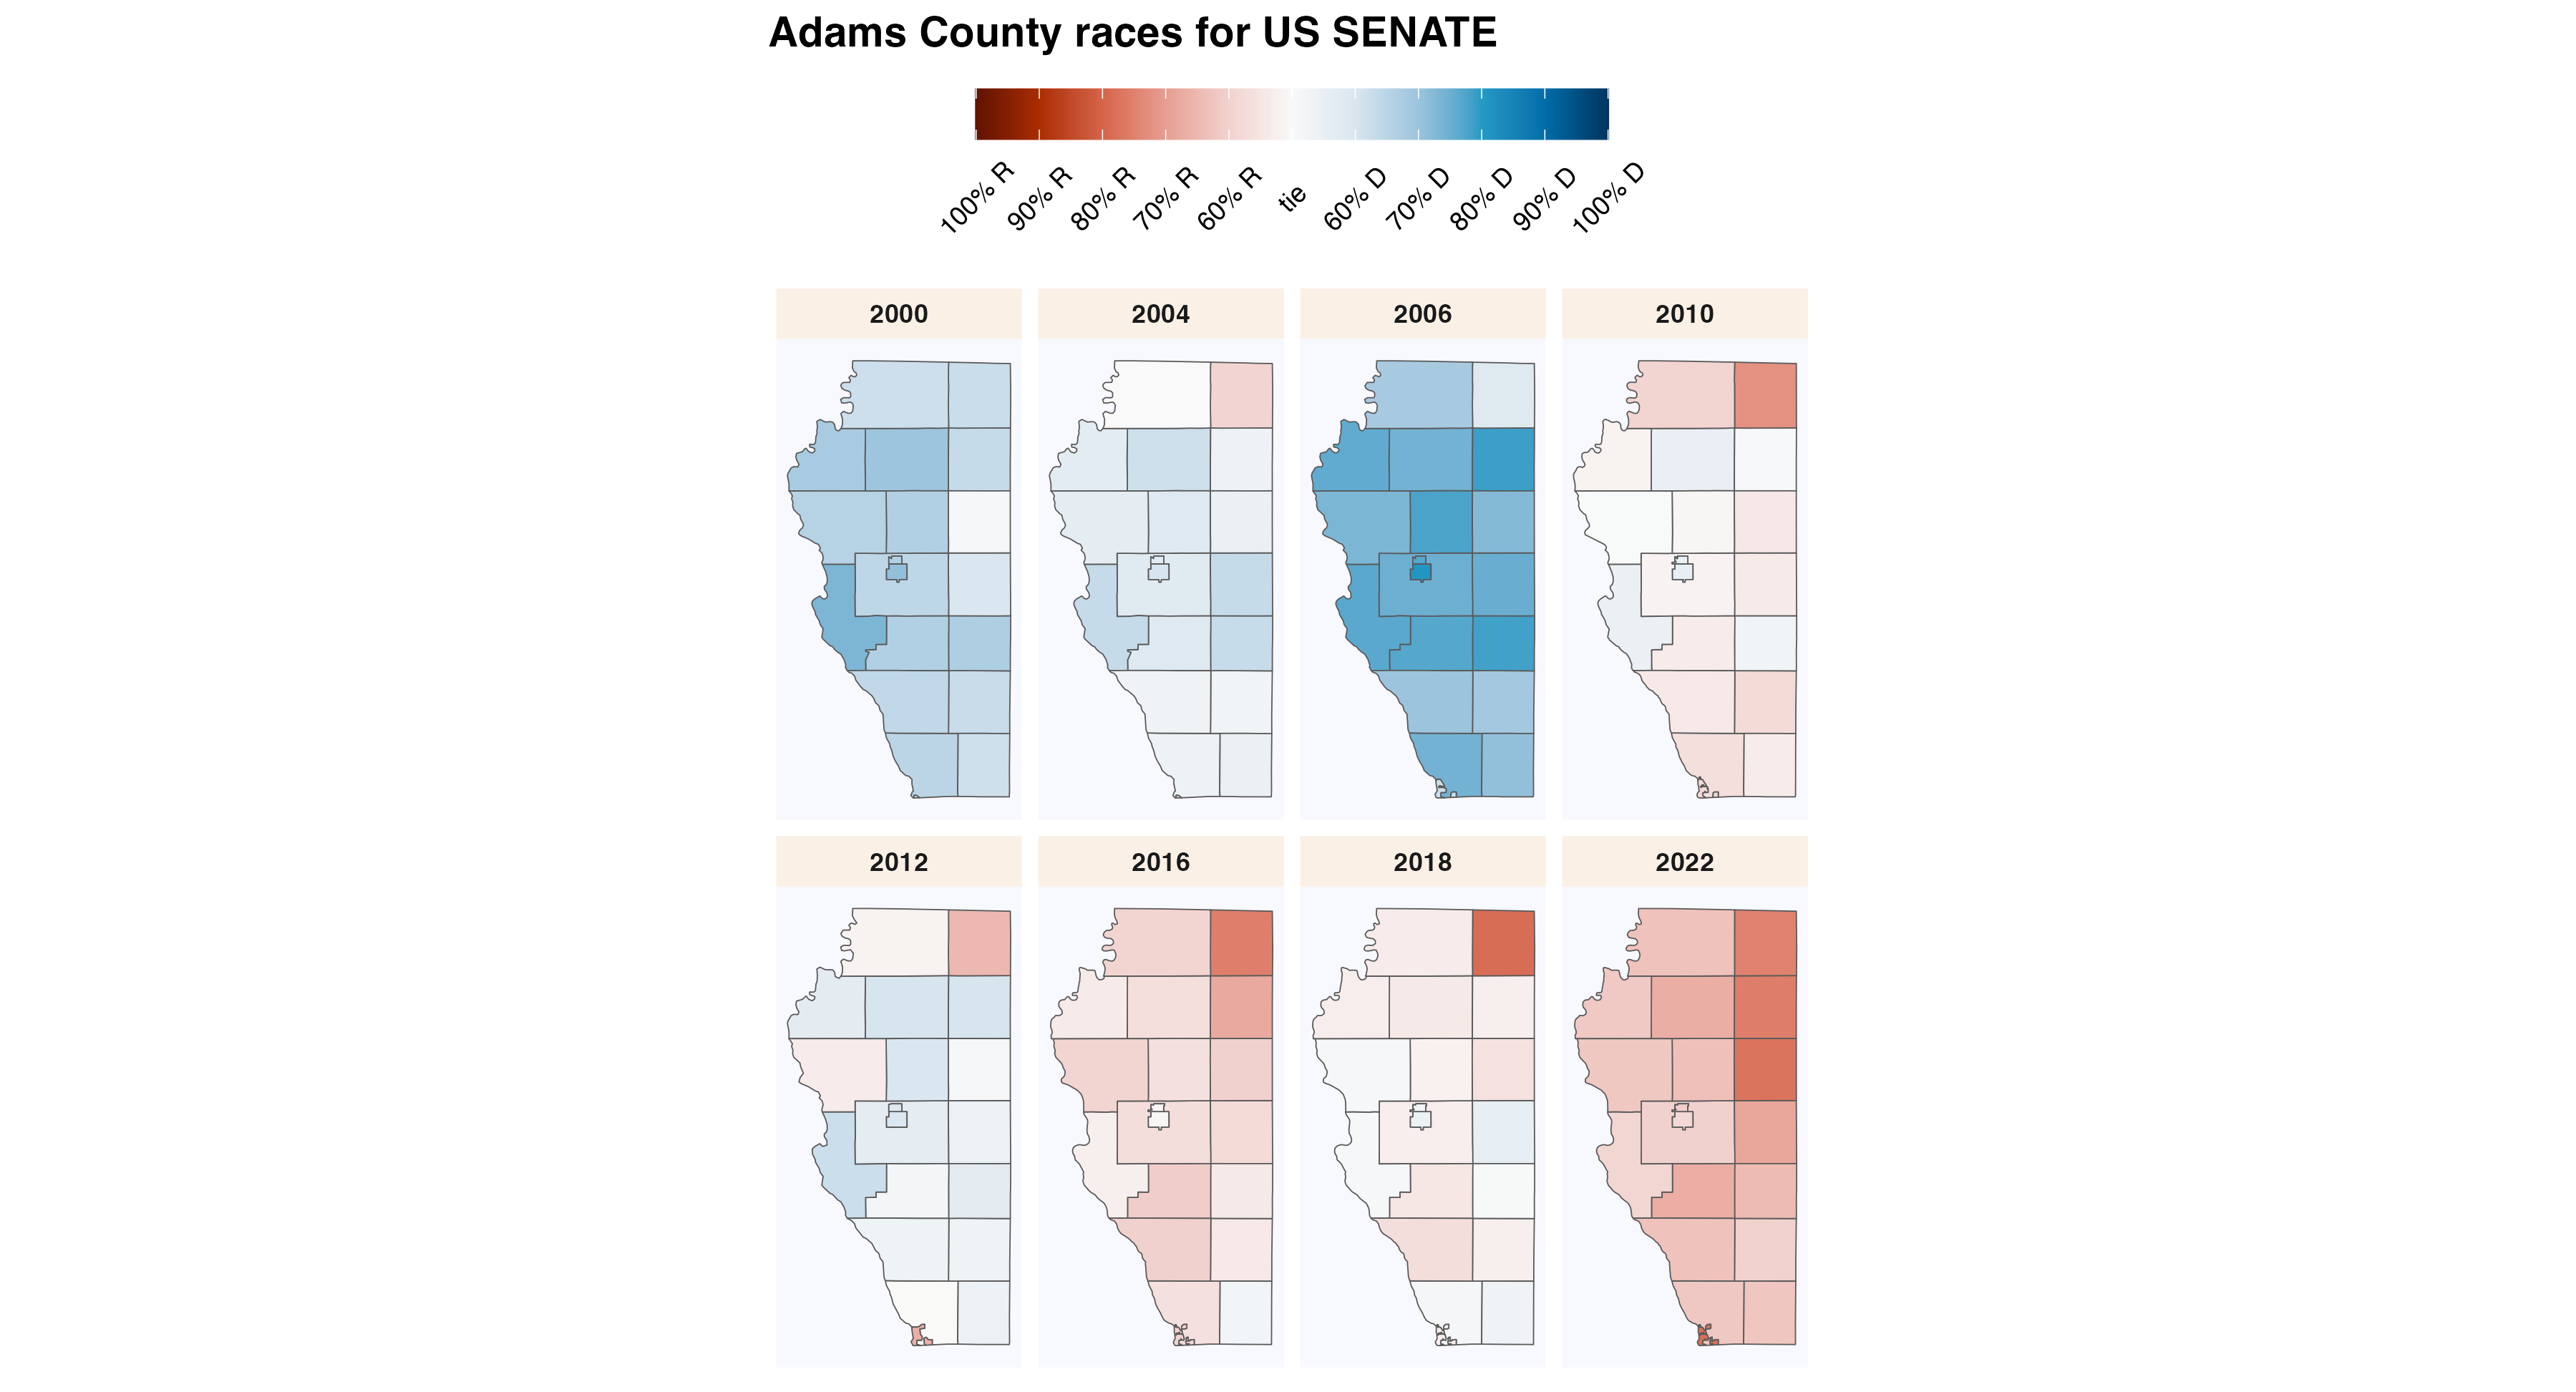 Adams County races for US SENATE
100% R 90% R 80% R 70% R 60% R tie 60% D 70% D 80% D 90% D 100% D
2000 2004 2006 2010
2012 2016 2018 2022